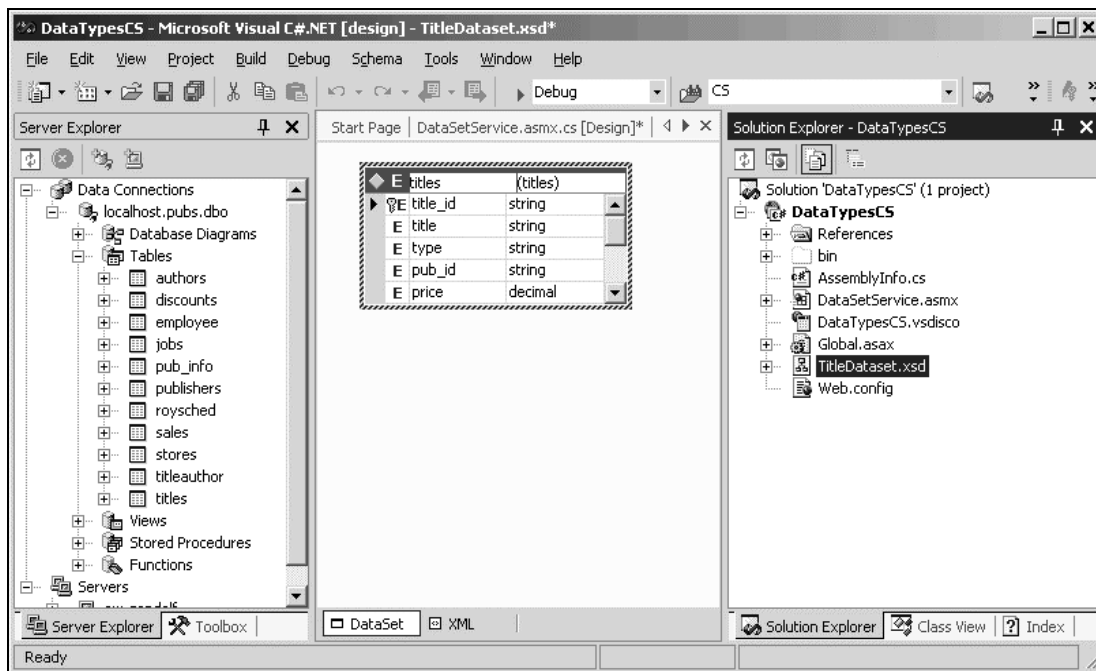 DataTypesCS - Microsoft Visual C#.NET [design] - TitleDataset.xsd*
File Edit View Project Build Debug Schema Tools Window Help
Debug
CS
Server Explorer
Data Connections
localhost.pubs.dbo
Database Diagrams
Tables
authors
discounts
employee
jobs
pub_info
publishers
roysched
sales
stores
titleauthor
titles
Views
Stored Procedures
Functions
Servers
Server Explorer Toolbox
Start Page DataSetService.asmx.cs [Design]*
E titles (titles)
E title_id string
E title string
E type string
E pub_id string
E price decimal
DataSet XML
Solution Explorer - DataTypesCS
Solution 'DataTypesCS' (1 project)
DataTypesCS
References
bin
AssemblyInfo.cs
DataSetService.asmx
DataTypesCS.vsdisco
Global.asax
TitleDataset.xsd
Web.config
Solution Explorer Class View Index
Ready